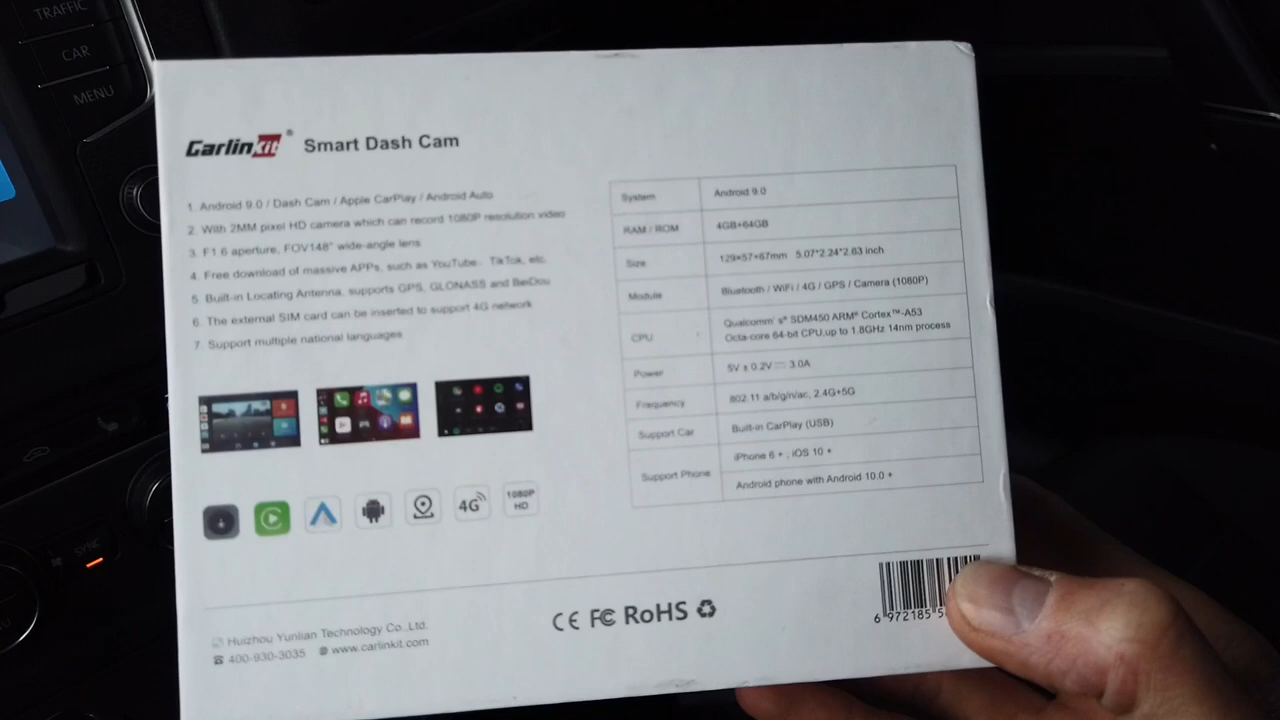 TRAFFIC
CAR
MENU
Carlinkit® Smart Dash Cam
1. Android 9.0 / Dash Cam / Apple CarPlay / Android Auto
2. With 2MM pixel HD camera which can record 1080P resolution video
3. F1.6 aperture, FOV148° wide-angle lens
4. Free download of massive APPs, such as YouTube、TikTok, etc.
5. Built-in Locating Antenna, supports GPS, GLONASS and BeiDou
6. The external SIM card can be inserted to support 4G network
7. Support multiple national languages
System Android 9.0
RAM / ROM 4GB+64GB
Size 129×57×67mm 5.07*2.24*2.63 inch
Module Bluetooth / WiFi / 4G / GPS / Camera (1080P)
CPU Qualcomm' s® SDM450 ARM® Cortex™-A53
Octa-core 64-bit CPU,up to 1.8GHz 14nm process
Power 5V ± 0.2V⎓3.0A
Frequency 802.11 a/b/g/n/ac, 2.4G+5G
Support Car Built-in CarPlay (USB)
Support Phone iPhone 6 + , iOS 10 +
Android phone with Android 10.0 +
4G
1080P
HD
SYNC
Huizhou Yunlian Technology Co.,Ltd.
400-930-3035 www.carlinkit.com
CE FC RoHS
6 972185 5